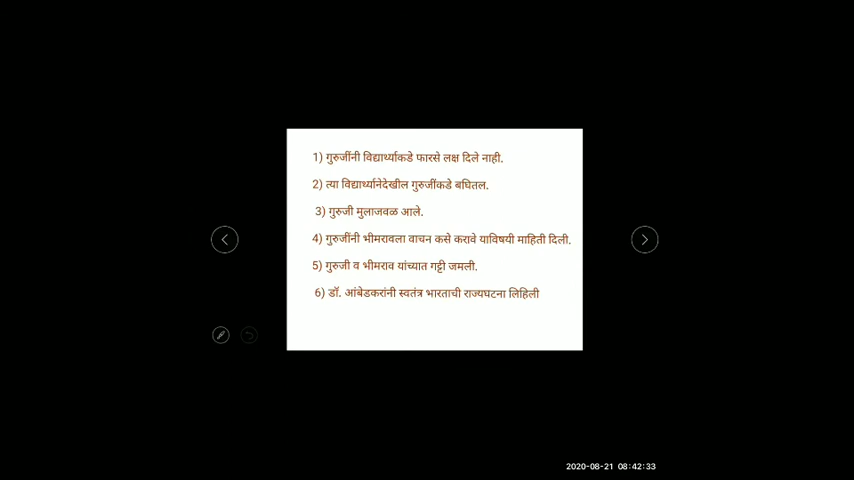 1) गुरुजींनी विद्यार्थ्याकडे फारसे लक्ष दिले नाही.
2) त्या विद्यार्थ्यानेदेखील गुरुजींकडे बघितल.
3) गुरुजी मुलाजवळ आले.
4) गुरुजींनी भीमरावला वाचन कसे करावे याविषयी माहिती दिली.
5) गुरुजी व भीमराव यांच्यात गट्टी जमली.
6) डॉ. आंबेडकरांनी स्वतंत्र भारताची राज्यघटना लिहिली
2020-08-21 08:42:33